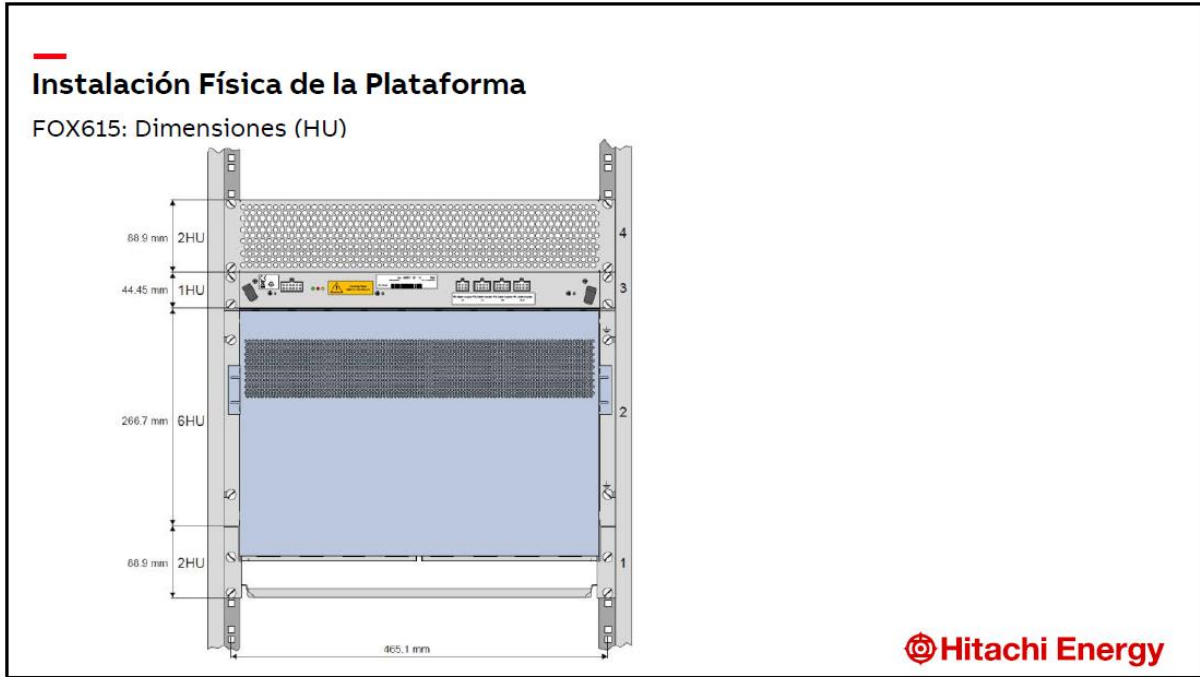 Instalación Física de la Plataforma
FOX615: Dimensiones (HU)
88.9 mm 2HU
4
44.45 mm 1HU
3
266.7 mm 6HU
2
88.9 mm 2HU
1
465.1 mm
Hitachi Energy